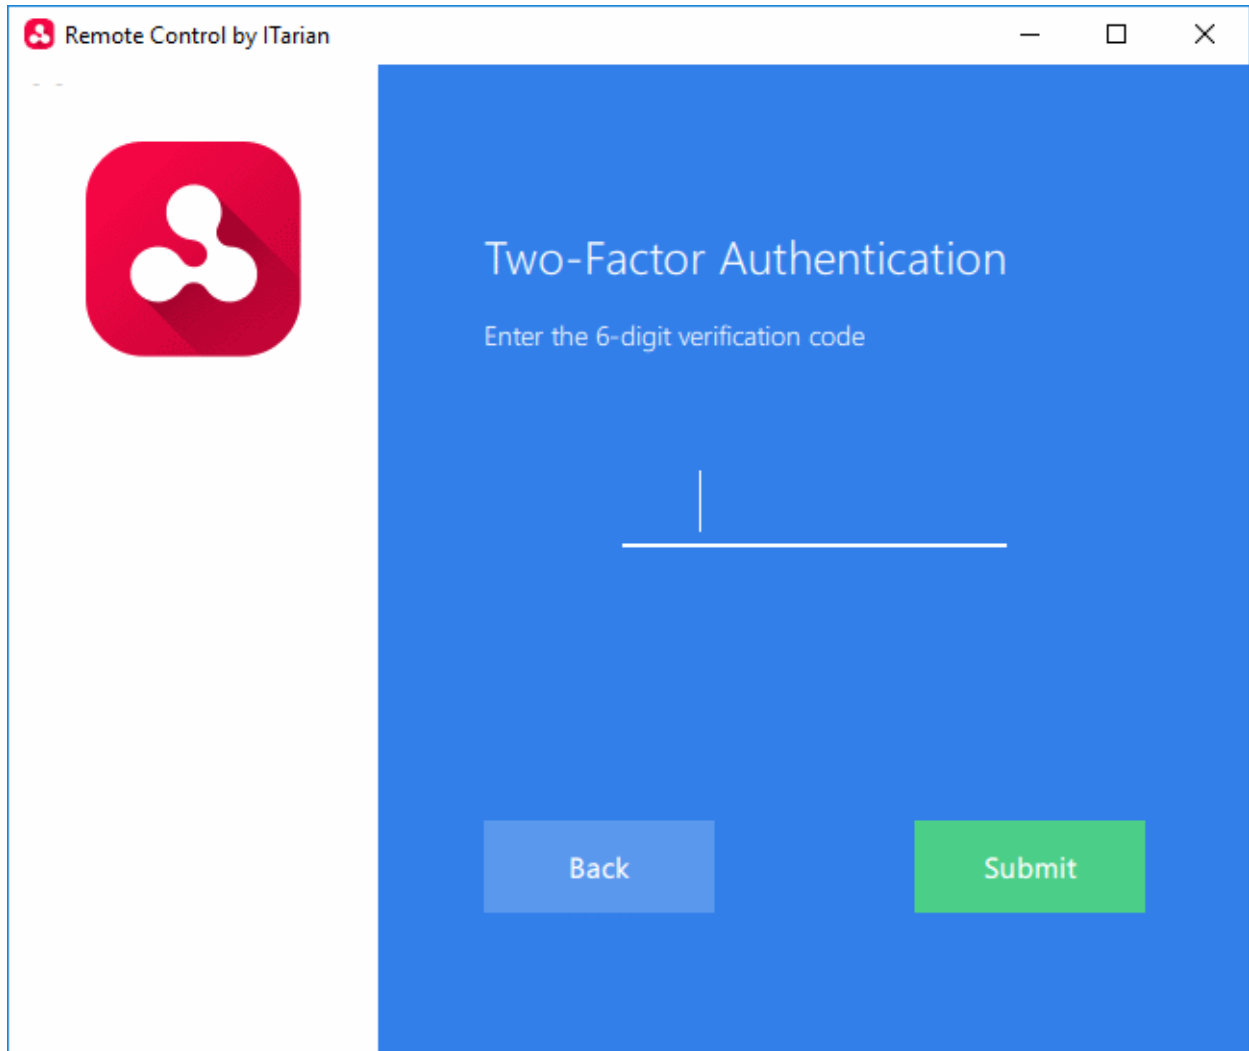 Remote Control by ITarian
Two-Factor Authentication
Enter the 6-digit verification code
Back
Submit